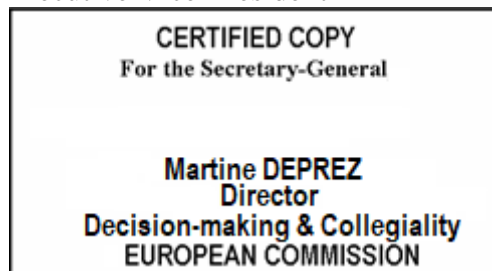 CERTIFIED COPY
For the Secretary-General
Martine DEPREZ
Director
Decision-making & Collegiality
EUROPEAN COMMISSION